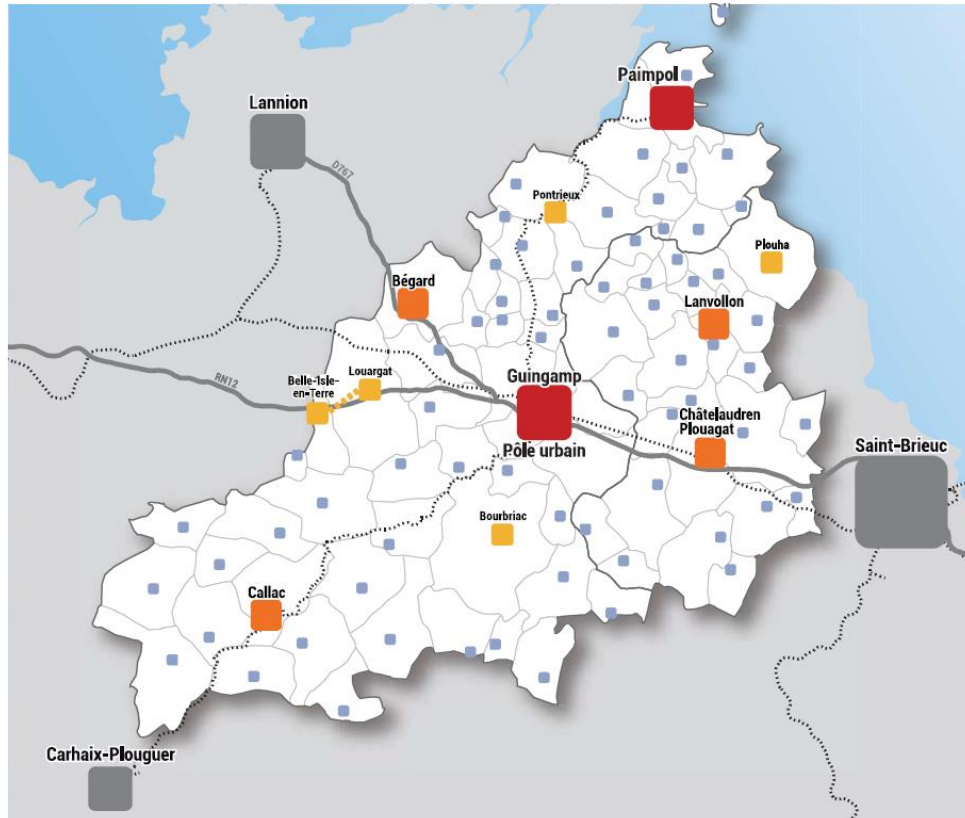 Paimpol
Lannion
D767
Pontrieux
Plouha
Bégard
Lanvollon
RN12
Louargat
Belle-Isle-
en-Terre
Guingamp
Pôle urbain
Châtelaudren
Plouagat
Saint-Brieuc
Bourbriac
Callac
Carhaix-Plouguer